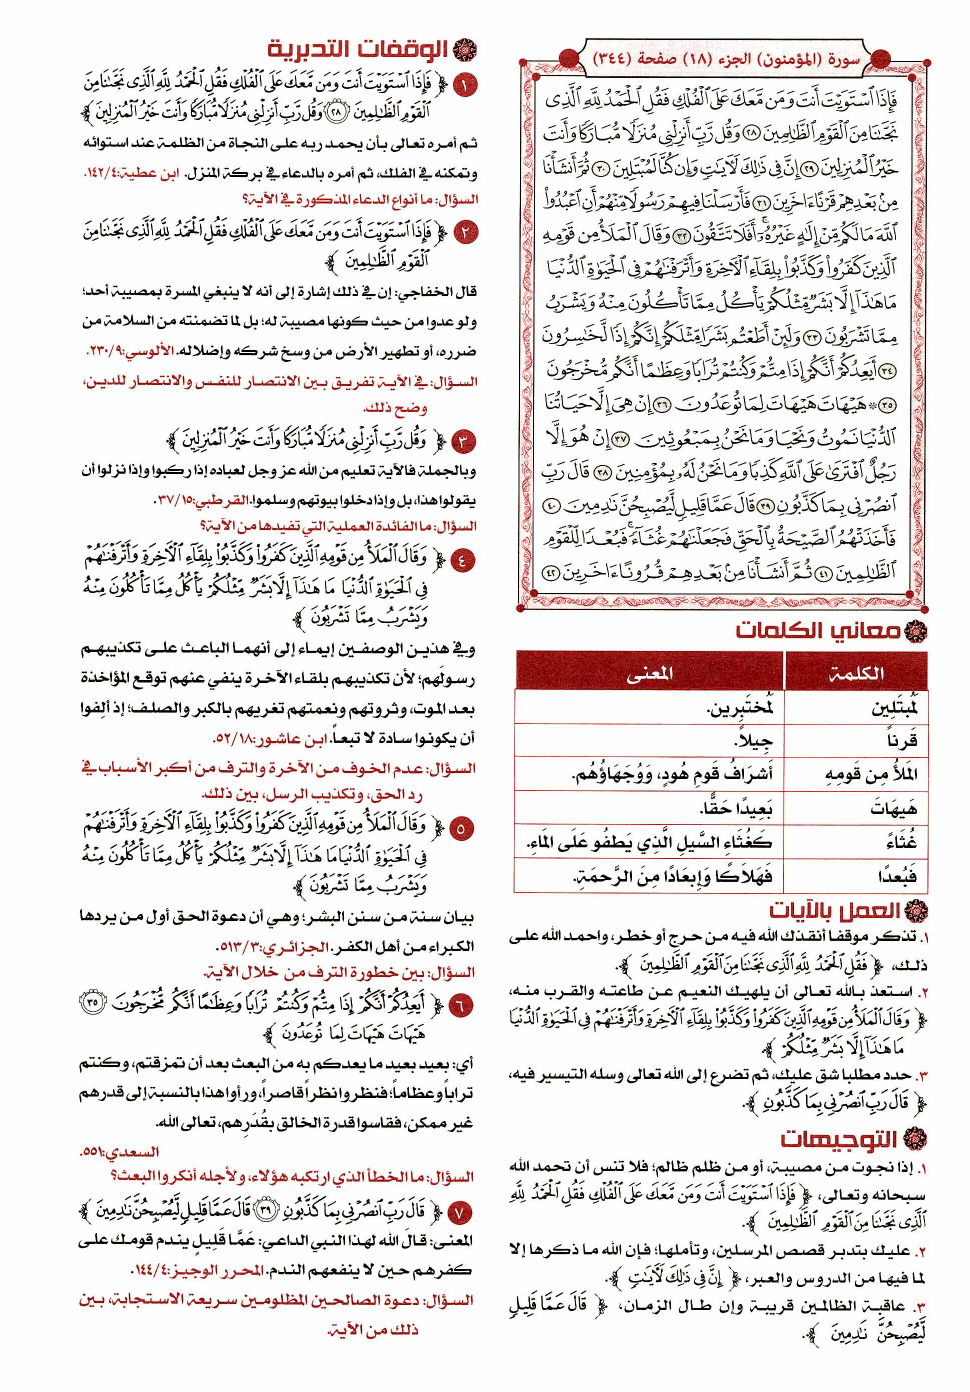 سورة (المؤمنون) الجزء (١٨) صفحة (٣٤٤)
فَإِذَا ٱسْتَوَيْتَ أَنتَ وَمَن مَّعَكَ عَلَى ٱلْفُلْكِ فَقُلِ ٱلْحَمْدُ لِلَّهِ ٱلَّذِى
نَجَّىٰنَا مِنَ ٱلْقَوْمِ ٱلظَّٰلِمِينَ ٢٨ وَقُل رَّبِّ أَنزِلْنِى مُنزَلًا مُّبَارَكًا وَأَنتَ
خَيْرُ ٱلْمُنزِلِينَ ٢٩ إِنَّ فِى ذَٰلِكَ لَءَايَٰتٍ وَإِن كُنَّا لَمُبْتَلِينَ ٣٠ ثُمَّ أَنشَأْنَا
مِنۢ بَعْدِهِمْ قَرْنًا ءَاخَرِينَ ٣١ فَأَرْسَلْنَا فِيهِمْ رَسُولًا مِّنْهُمْ أَنِ ٱعْبُدُوا۟
ٱللَّهَ مَا لَكُم مِّنْ إِلَٰهٍ غَيْرُهُۥٓ أَفَلَا تَتَّقُونَ ٣٢ وَقَالَ ٱلْمَلَأُ مِن قَوْمِهِ
ٱلَّذِينَ كَفَرُوا۟ وَكَذَّبُوا۟ بِلِقَآءِ ٱلْءَاخِرَةِ وَأَتْرَفْنَٰهُمْ فِى ٱلْحَيَوٰةِ ٱلدُّنْيَا
مَا هَٰذَآ إِلَّا بَشَرٌ مِّثْلُكُمْ يَأْكُلُ مِمَّا تَأْكُلُونَ مِنْهُ وَيَشْرَبُ
مِمَّا تَشْرَبُونَ ٣٣ وَلَئِنْ أَطَعْتُم بَشَرًا مِّثْلَكُمْ إِنَّكُمْ إِذًا لَّخَٰسِرُونَ
٣٤ أَيَعِدُكُمْ أَنَّكُمْ إِذَا مِتُّمْ وَكُنتُمْ تُرَابًا وَعِظَٰمًا أَنَّكُم مُّخْرَجُونَ
٣٥ ۞ هَيْهَاتَ هَيْهَاتَ لِمَا تُوعَدُونَ ٣٦ إِنْ هِىَ إِلَّا حَيَاتُنَا
ٱلدُّنْيَا نَمُوتُ وَنَحْيَا وَمَا نَحْنُ بِمَبْعُوثِينَ ٣٧ إِنْ هُوَ إِلَّا
رَجُلٌ ٱفْتَرَىٰ عَلَى ٱللَّهِ كَذِبًا وَمَا نَحْنُ لَهُۥ بِمُؤْمِنِينَ ٣٨ قَالَ رَبِّ
ٱنصُرْنِى بِمَا كَذَّبُونِ ٣٩ قَالَ عَمَّا قَلِيلٍ لَّيُصْبِحُنَّ نَٰدِمِينَ ٤٠
فَأَخَذَتْهُمُ ٱلصَّيْحَةُ بِٱلْحَقِّ فَجَعَلْنَٰهُمْ غُثَآءً فَبُعْدًا لِّلْقَوْمِ
ٱلظَّٰلِمِينَ ٤١ ثُمَّ أَنشَأْنَا مِنۢ بَعْدِهِمْ قُرُونًا ءَاخَرِينَ ٤٢
معاني الكلمات
الكلمة المعنى
لَمُبتَلِين لَمُختَبِرين.
قَرناً جِيلاً.
المَلأُ مِن قَومِهِ أَشرَافُ قَومِ هُودٍ، وَوُجَهَاؤُهُم.
هَيهَاتَ بَعِيدًا حَقًّا.
غُثَاءً كَغُثَاءِ السَّيلِ الَّذِي يَطفُو عَلَى المَاءِ.
فَبُعدًا فَهَلاَكًا وَإِبعَادًا مِنَ الرَّحمَةِ.
العمل بالآيات
١. تذكر موقفا أنقذك الله فيه من حرج أو خطر، واحمد الله على
ذلك، ﴿ فَقُلِ ٱلْحَمْدُ لِلَّهِ ٱلَّذِى نَجَّىٰنَا مِنَ ٱلْقَوْمِ ٱلظَّٰلِمِينَ ﴾.
٢. استعذ بالله تعالى أن يلهيك النعيم عن طاعته والقرب منه،
﴿ وَقَالَ ٱلْمَلَأُ مِن قَوْمِهِ ٱلَّذِينَ كَفَرُوا۟ وَكَذَّبُوا۟ بِلِقَآءِ ٱلْءَاخِرَةِ وَأَتْرَفْنَٰهُمْ فِى ٱلْحَيَوٰةِ ٱلدُّنْيَا
مَا هَٰذَآ إِلَّا بَشَرٌ مِّثْلُكُمْ ﴾.
٣. حدد مطلبا شق عليك، ثم تضرع إلى الله تعالى وسله التيسير فيه،
﴿ قَالَ رَبِّ ٱنصُرْنِى بِمَا كَذَّبُونِ ﴾.
التوجيهات
١. إذا نجوت من مصيبة، أو من ظلم ظالم؛ فلا تنس أن تحمد الله
سبحانه وتعالى، ﴿ فَإِذَا ٱسْتَوَيْتَ أَنتَ وَمَن مَّعَكَ عَلَى ٱلْفُلْكِ فَقُلِ ٱلْحَمْدُ لِلَّهِ
ٱلَّذِى نَجَّىٰنَا مِنَ ٱلْقَوْمِ ٱلظَّٰلِمِينَ ﴾.
٢. عليك بتدبر قصص المرسلين، وتأملها؛ فإن الله ما ذكرها إلا
لما فيها من الدروس والعبر، ﴿ إِنَّ فِى ذَٰلِكَ لَءَايَٰتٍ ﴾.
٣. عاقبة الظالمين قريبة وإن طال الزمان، ﴿ قَالَ عَمَّا قَلِيلٍ
لَّيُصْبِحُنَّ نَٰدِمِينَ ﴾.
الوقفات التدبرية
١ ﴿ فَإِذَا ٱسْتَوَيْتَ أَنتَ وَمَن مَّعَكَ عَلَى ٱلْفُلْكِ فَقُلِ ٱلْحَمْدُ لِلَّهِ ٱلَّذِى نَجَّىٰنَا مِنَ
ٱلْقَوْمِ ٱلظَّٰلِمِينَ ٢٨ وَقُل رَّبِّ أَنزِلْنِى مُنزَلًا مُّبَارَكًا وَأَنتَ خَيْرُ ٱلْمُنزِلِينَ ﴾
ثم أمره تعالى بأن يحمد ربه على النجاة من الظلمة عند استوائه
وتمكنه في الفلك، ثم أمره بالدعاء في بركة المنزل. ابن عطية:٤/١٤٢.
السؤال: ما أنواع الدعاء المذكورة في الآية؟
٢ ﴿ فَإِذَا ٱسْتَوَيْتَ أَنتَ وَمَن مَّعَكَ عَلَى ٱلْفُلْكِ فَقُلِ ٱلْحَمْدُ لِلَّهِ ٱلَّذِى نَجَّىٰنَا مِنَ
ٱلْقَوْمِ ٱلظَّٰلِمِينَ ﴾
قال الخفاجي: إن في ذلك إشارة إلى أنه لا ينبغي المسرة بمصيبة أحد؛
ولو عدوا من حيث كونها مصيبة له؛ بل لما تضمنته من السلامة من
ضرره، أو تطهير الأرض من وسخ شركه وإضلاله. الألوسي:٩/٢٣٠.
السؤال: في الآية تفريق بين الانتصار للنفس والانتصار للدين،
وضح ذلك.
٣ ﴿ وَقُل رَّبِّ أَنزِلْنِى مُنزَلًا مُّبَارَكًا وَأَنتَ خَيْرُ ٱلْمُنزِلِينَ ﴾
وبالجملة فالآية تعليم من الله عز وجل لعباده إذا ركبوا وإذا نزلوا أن
يقولوا هذا، بل وإذا دخلوا بيوتهم وسلموا. القرطبي:١٥/٣٧.
السؤال: ما الفائدة العملية التي تفيدها من الآية؟
٤ ﴿ وَقَالَ ٱلْمَلَأُ مِن قَوْمِهِ ٱلَّذِينَ كَفَرُوا۟ وَكَذَّبُوا۟ بِلِقَآءِ ٱلْءَاخِرَةِ وَأَتْرَفْنَٰهُمْ
فِى ٱلْحَيَوٰةِ ٱلدُّنْيَا مَا هَٰذَآ إِلَّا بَشَرٌ مِّثْلُكُمْ يَأْكُلُ مِمَّا تَأْكُلُونَ مِنْهُ
وَيَشْرَبُ مِمَّا تَشْرَبُونَ ﴾
وفي هذين الوصفين إيماء إلى أنهما الباعث على تكذيبهم
رسولَهم؛ لأن تكذيبهم بلقاء الآخرة ينفي عنهم توقع المؤاخذة
بعد الموت، وثروتهم ونعمتهم تغريهم بالكبر والصلف؛ إذ ألِفوا
أن يكونوا سادة لا تبعاً. ابن عاشور:١٨/٥٢.
السؤال: عدم الخوف من الآخرة والترف من أكبر الأسباب في
رد الحق، وتكذيب الرسل، بين ذلك.
٥ ﴿ وَقَالَ ٱلْمَلَأُ مِن قَوْمِهِ ٱلَّذِينَ كَفَرُوا۟ وَكَذَّبُوا۟ بِلِقَآءِ ٱلْءَاخِرَةِ وَأَتْرَفْنَٰهُمْ
فِى ٱلْحَيَوٰةِ ٱلدُّنْيَا مَا هَٰذَآ إِلَّا بَشَرٌ مِّثْلُكُمْ يَأْكُلُ مِمَّا تَأْكُلُونَ مِنْهُ
وَيَشْرَبُ مِمَّا تَشْرَبُونَ ﴾
بيان سنة من سنن البشر؛ وهي أن دعوة الحق أول من يردها
الكبراء من أهل الكفر. الجزائري:٣/٥١٣.
السؤال: بين خطورة الترف من خلال الآية.
٦ ﴿ أَيَعِدُكُمْ أَنَّكُمْ إِذَا مِتُّمْ وَكُنتُمْ تُرَابًا وَعِظَٰمًا أَنَّكُم مُّخْرَجُونَ ٣٥
هَيْهَاتَ هَيْهَاتَ لِمَا تُوعَدُونَ ﴾
أي: بعيد بعيد ما يعدكم به من البعث بعد أن تمزقتم، وكنتم
تراباً وعظاماً؛ فنظروا نظراً قاصراً، ورأوا هذا بالنسبة إلى قدرهم
غير ممكن، فقاسوا قدرة الخالق بقُدَرِهم، تعالى الله.
السعدي:٥٥١.
السؤال: ما الخطأ الذي ارتكبه هؤلاء، ولأجله أنكروا البعث؟
٧ ﴿ قَالَ رَبِّ ٱنصُرْنِى بِمَا كَذَّبُونِ ٣٩ قَالَ عَمَّا قَلِيلٍ لَّيُصْبِحُنَّ نَٰدِمِينَ ﴾
المعنى: قال الله لهذا النبي الداعي: عَمَّا قَلِيلٍ يندم قومك على
كفرهم حين لا ينفعهم الندم. المحرر الوجيز:٤/١٤٤.
السؤال: دعوة الصالحين المظلومين سريعة الاستجابة، بين
ذلك من الآية.